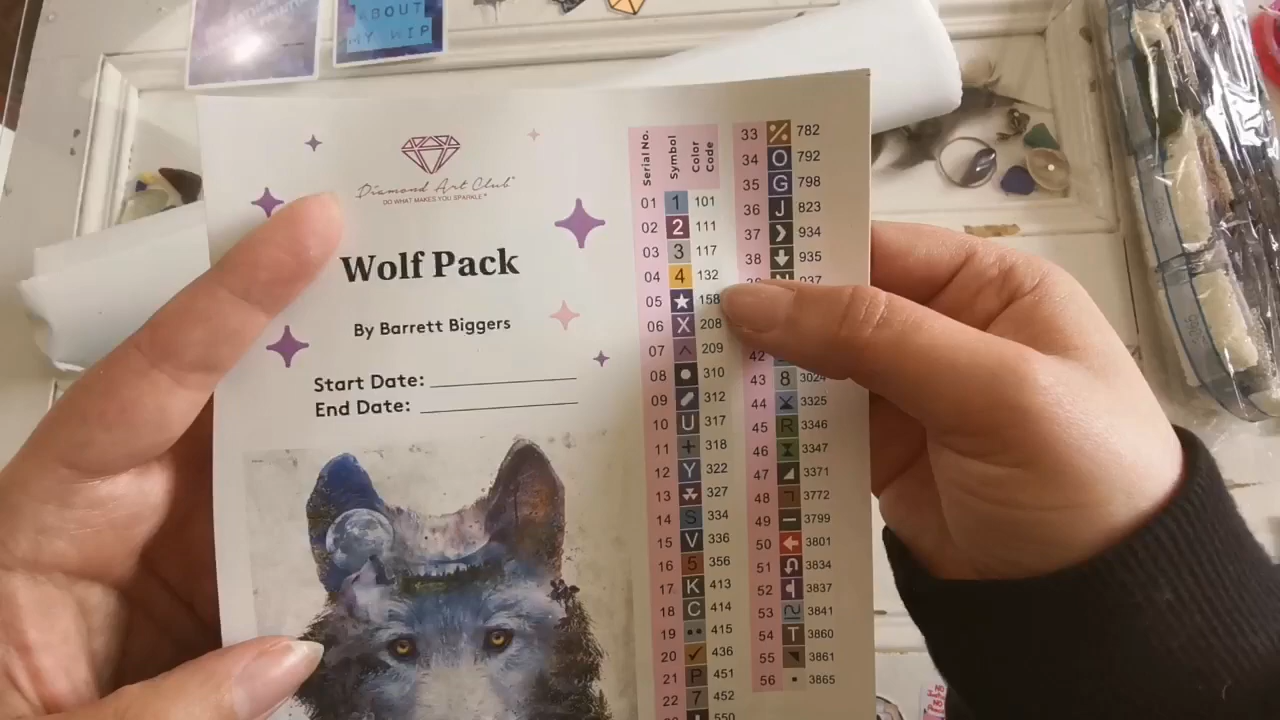 ABOUT
MY WIP
Diamond Art Club
DO WHAT MAKES YOU SPARKLE
Wolf Pack
By Barrett Biggers
Start Date:
End Date:
Serial No. Symbol Color Code
01 1 101
02 2 111
03 3 117
04 4 132
05 ★ 158
06 X 208
07 ^ 209
08 ● 310
09 312
10 U 317
11 + 318
12 Y 322
13 327
14 S 334
15 V 336
16 5 356
17 K 413
18 C 414
19 •• 415
20 ✓ 436
21 P 451
22 7 452
550
33 % 782
34 O 792
35 G 798
36 J 823
37 ❯ 934
38 ⬇ 935
937
42
43 8 3024
44 3325
45 R 3346
46 3347
47 ◢ 3371
48 ¬ 3772
49 − 3799
50 ← 3801
51 3834
52 3837
53 3841
54 T 3860
55 ◥ 3861
56 ▪ 3865